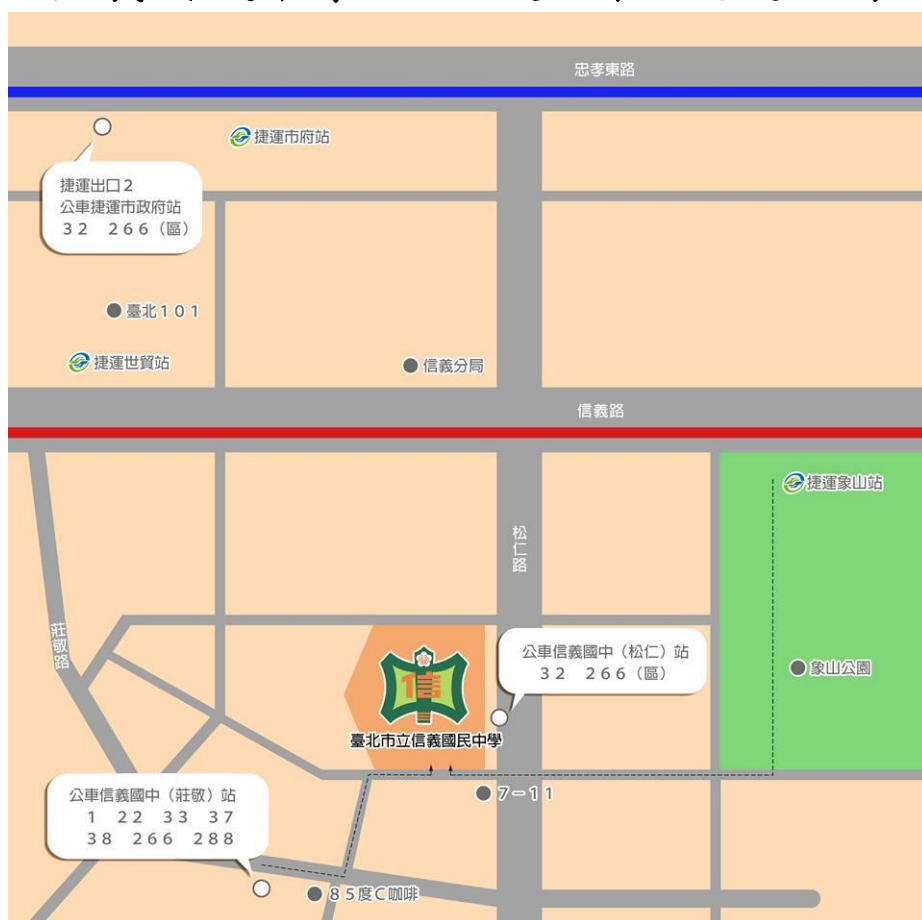 忠孝東路
捷運市府站
捷運出口2
公車捷運市政府站
32 266(區)
臺北101
捷運世貿站
信義分局
信義路
捷運象山站
松仁路
莊敬路
公車信義國中(松仁)站
32 266(區)
象山公園
信
臺北市立信義國民中學
7-11
公車信義國中(莊敬)站
1 22 33 37
38 266 288
85度C咖啡